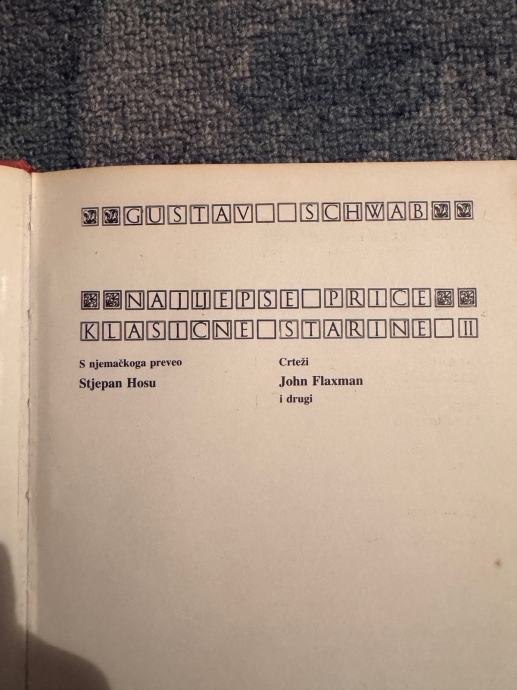 GUSTAV SCHWAB
NAJLJEPSE PRICE
KLASICNE STARINE II
S njemačkoga preveo
Stjepan Hosu
Crteži
John Flaxman
i drugi